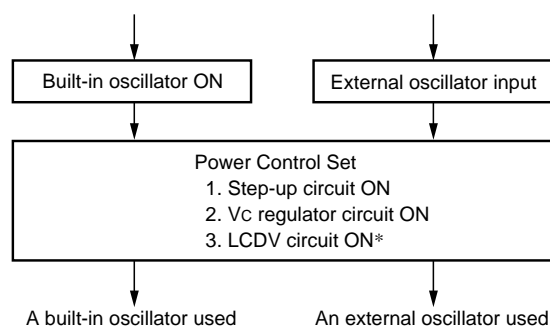 Built-in oscillator ON
External oscillator input
Power Control Set
1. Step-up circuit ON
2. VC regulator circuit ON
3. LCDV circuit ON*
A built-in oscillator used
An external oscillator used